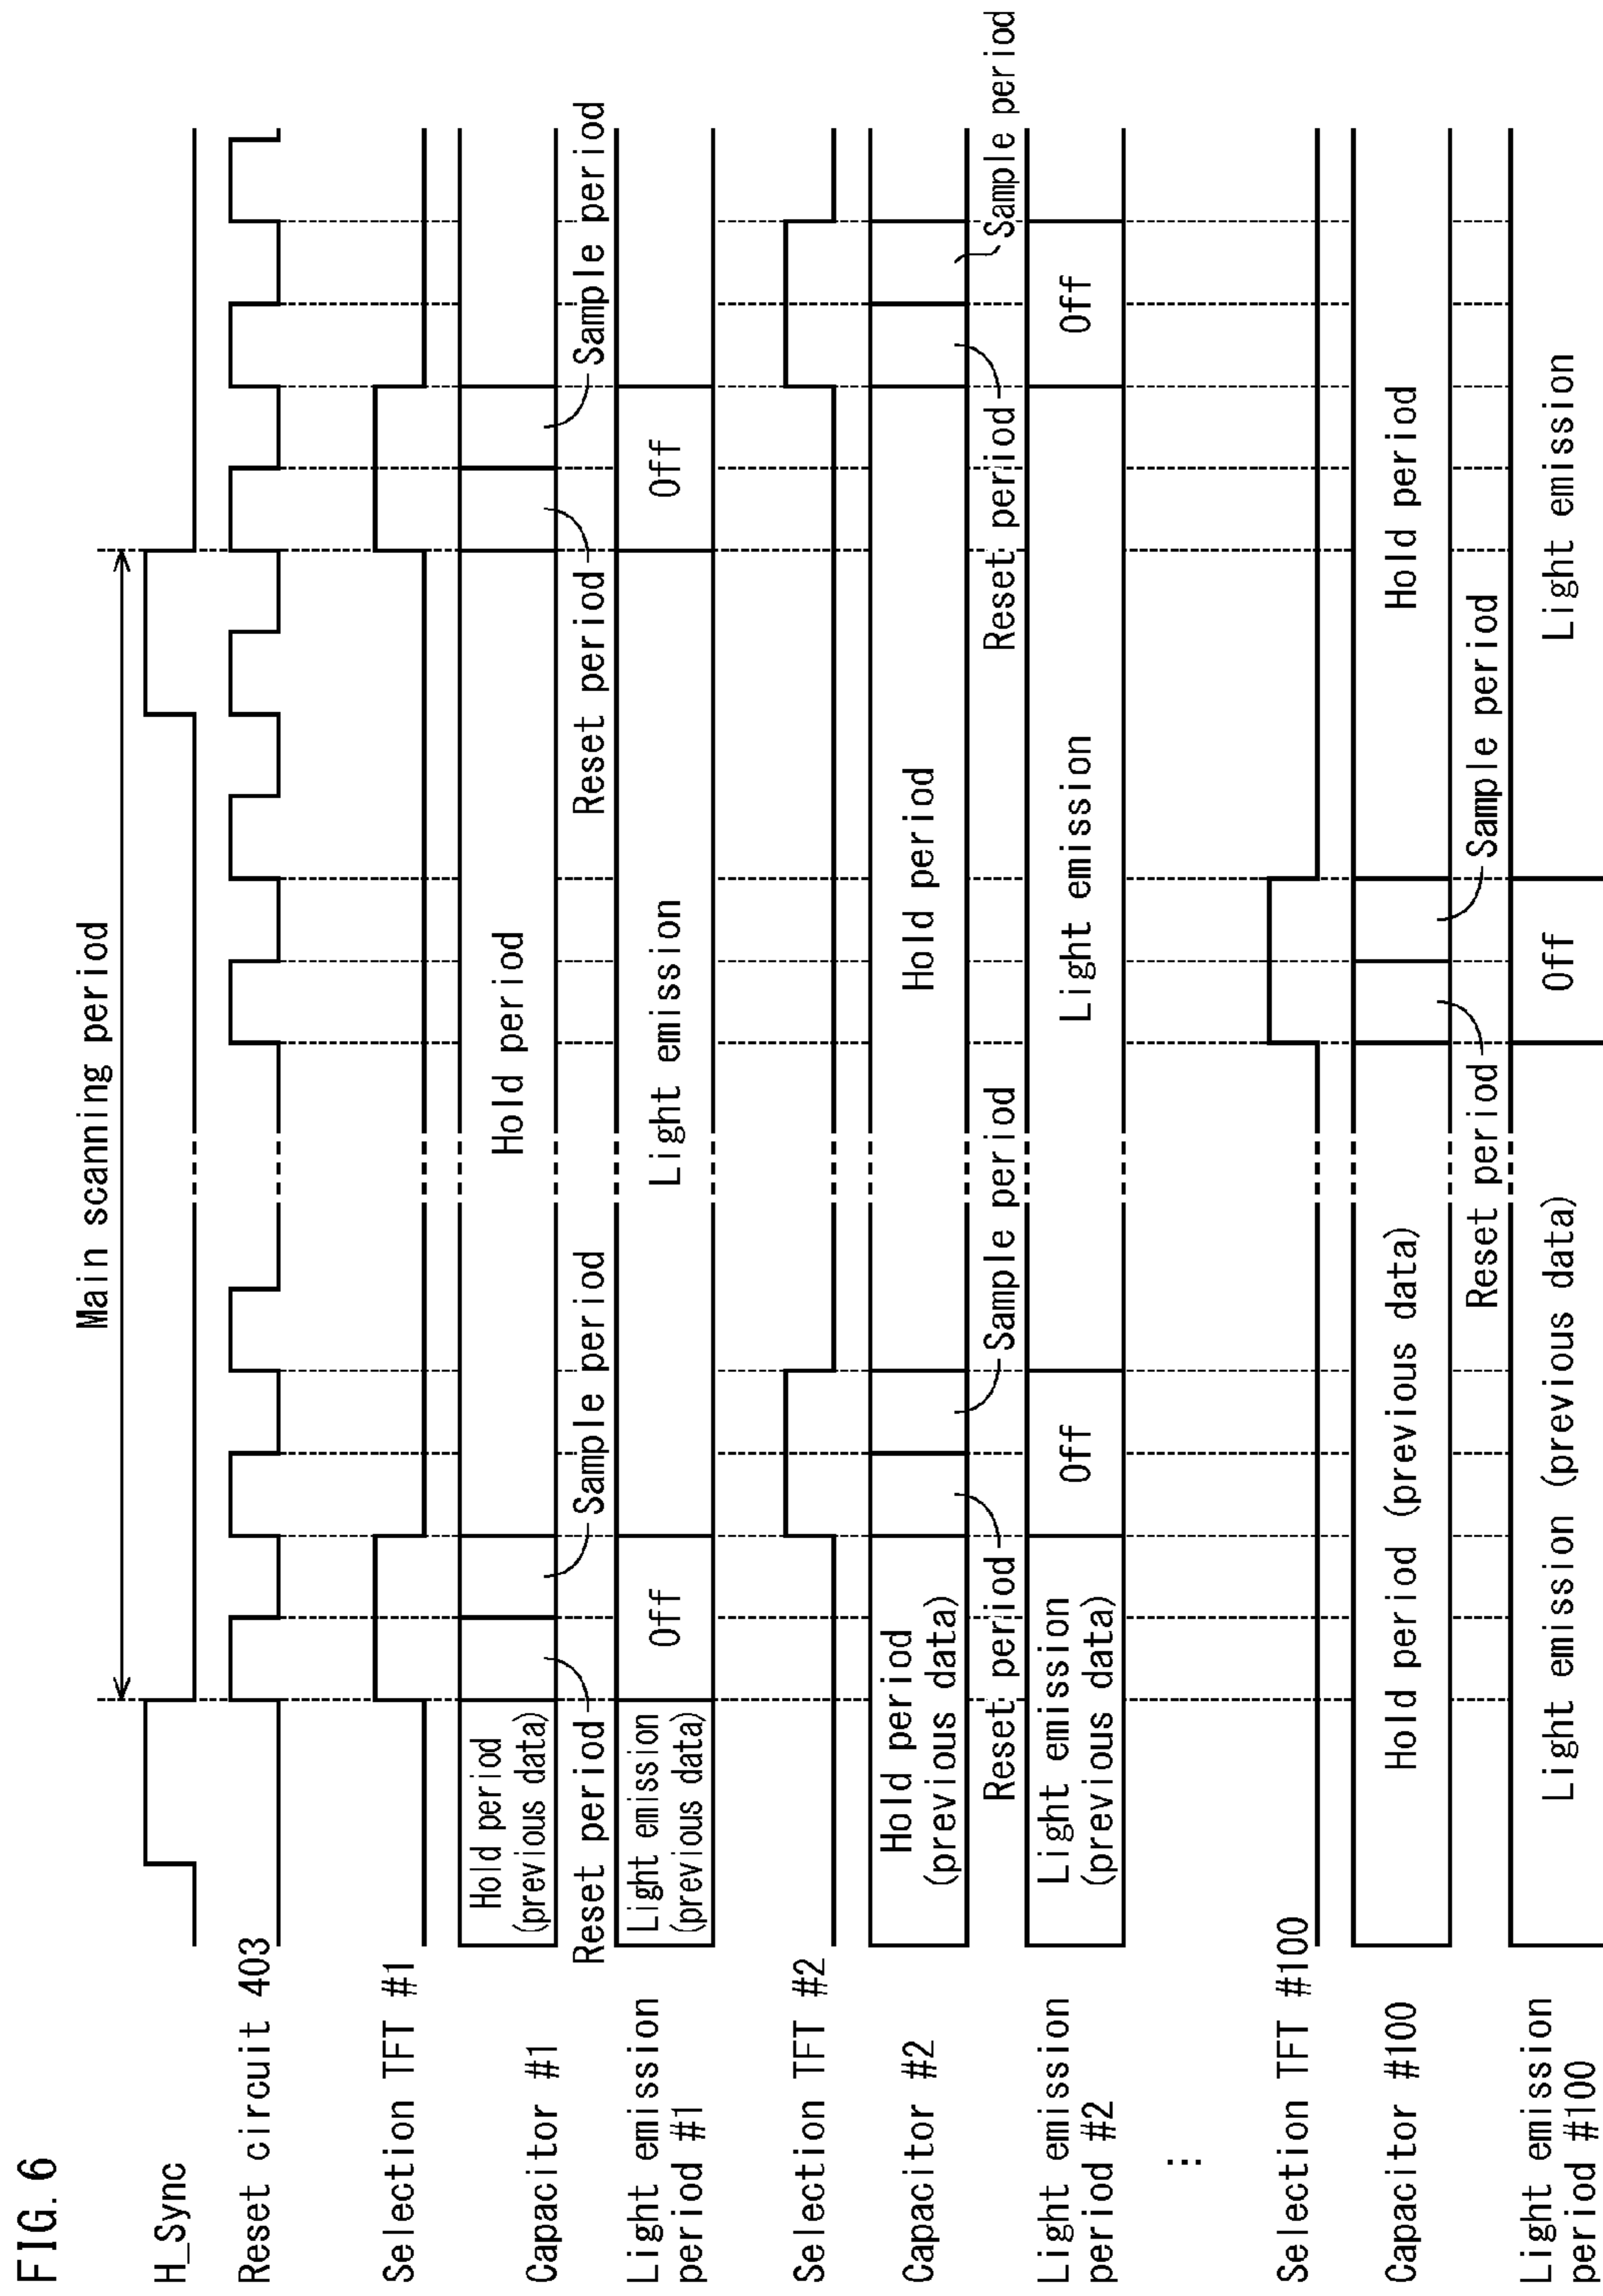 FIG. 6
Main scanning period
H_Sync
Reset circuit 403
Selection TFT #1
Capacitor #1
Hold period
(previous data)
Hold period
Reset period
Sample period
Reset period
Sample period
Light emission
period #1
Light emission
(previous data)
Off
Light emission
Off
Selection TFT #2
Capacitor #2
Hold period
(previous data)
Hold period
Reset period
Sample period
Reset period
Sample period
Light emission
period #2
Light emission
(previous data)
Off
Light emission
Off
⋮
Selection TFT #100
Capacitor #100
Hold period (previous data)
Hold period
Reset period
Sample period
Light emission
period #100
Light emission (previous data)
Off
Light emission